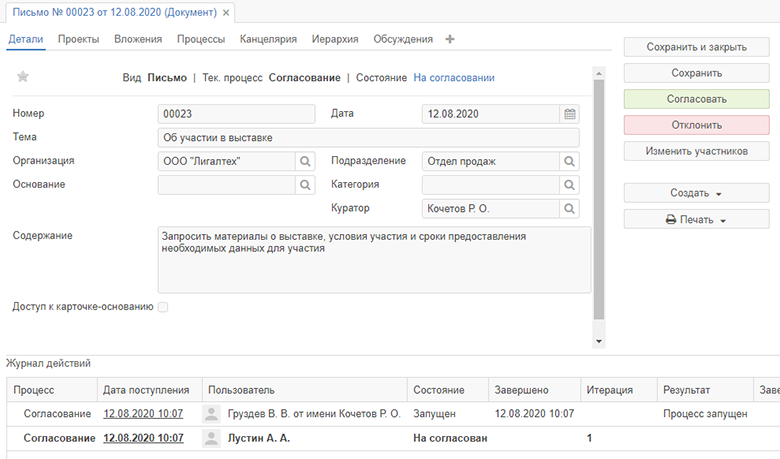 Письмо № 00023 от 12.08.2020 (Документ) ×
Детали Проекты Вложения Процессы Канцелярия Иерархия Обсуждения
Сохранить и закрыть
Вид Письмо | Тек. процесс Согласование | Состояние На согласовании
Сохранить
Согласовать
Номер 00023 Дата 12.08.2020
Отклонить
Тема Об участии в выставке
Изменить участников
Организация ООО "Лигалтех" Подразделение Отдел продаж
Основание Категория
Создать
Куратор Кочетов Р. О.
Печать
Содержание Запросить материалы о выставке, условия участия и сроки предоставления
необходимых данных для участия
Доступ к карточке-основанию
Журнал действий
Процесс Дата поступления Пользователь Состояние Завершено Итерация Результат Заве
Согласование 12.08.2020 10:07 Груздев В. В. от имени Кочетов Р. О. Запущен 12.08.2020 10:07 Процесс запущен
Согласование 12.08.2020 10:07 Лустин А. А. На согласован 1